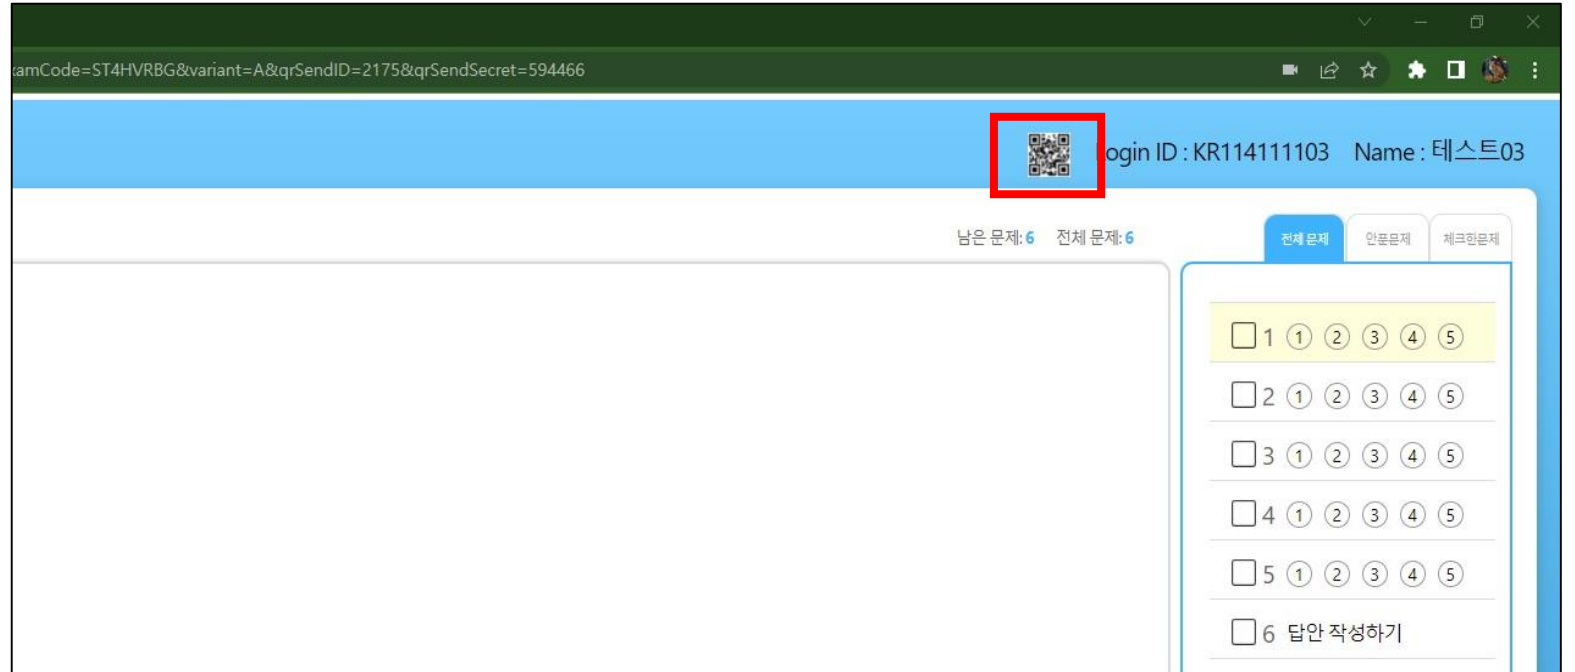 amCode=ST4HVRBG&variant=A&qrSendID=2175&qrSendSecret=594466
ogin ID : KR114111103 Name : 테스트03
남은 문제: 6 전체 문제: 6
전체 문제 안푼문제 체크한문제
1 ① ② ③ ④ ⑤
2 ① ② ③ ④ ⑤
3 ① ② ③ ④ ⑤
4 ① ② ③ ④ ⑤
5 ① ② ③ ④ ⑤
6 답안 작성하기